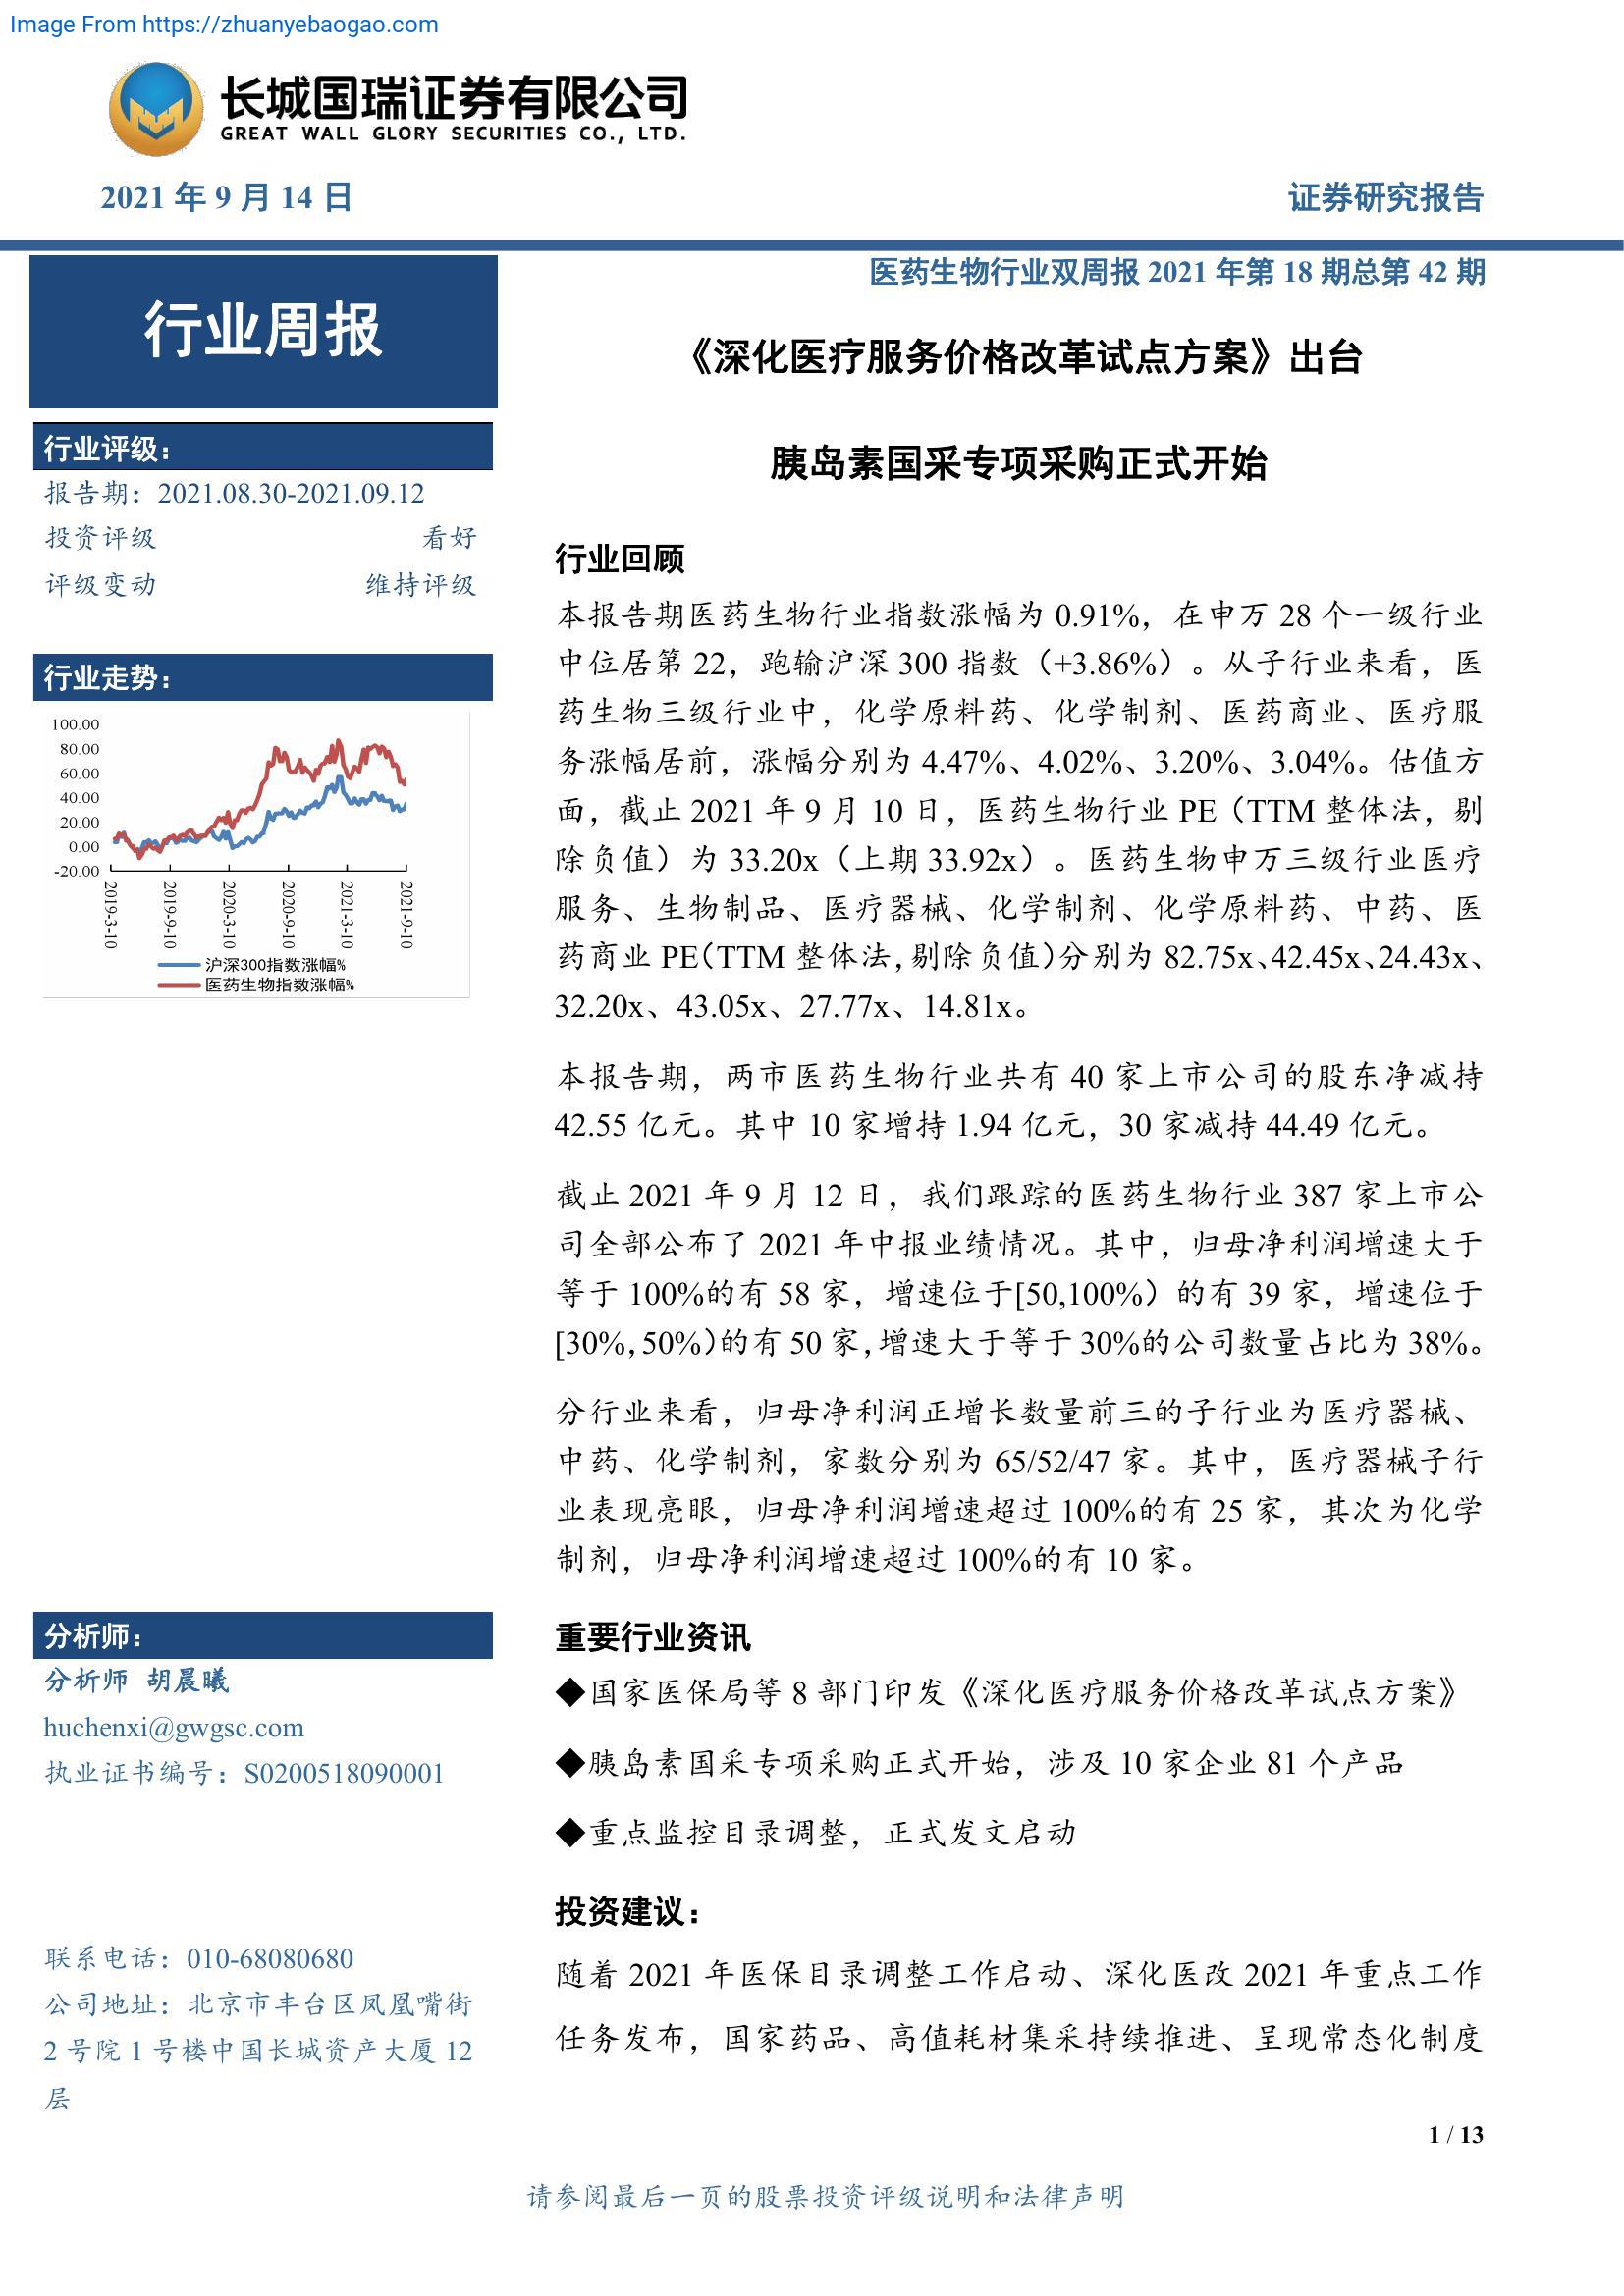 Image From https://zhuanyebaogao.com
长城国瑞证券有限公司
GREAT WALL GLORY SECURITIES CO., LTD.
2021 年 9 月 14 日
证券研究报告
医药生物行业双周报 2021 年第 18 期总第 42 期
行业周报
行业评级：
报告期：2021.08.30-2021.09.12
投资评级 看好
评级变动 维持评级
行业走势：
100.00
80.00
60.00
40.00
20.00
0.00
-20.00
2019-3-10
2019-9-10
2020-3-10
2020-9-10
2021-3-10
2021-9-10
沪深300指数涨幅%
医药生物指数涨幅%
分析师：
分析师 胡晨曦
huchenxi@gwgsc.com
执业证书编号：S0200518090001
联系电话：010-68080680
公司地址：北京市丰台区凤凰嘴街
2 号院 1 号楼中国长城资产大厦 12
层
《深化医疗服务价格改革试点方案》出台
胰岛素国采专项采购正式开始
行业回顾
本报告期医药生物行业指数涨幅为 0.91%，在申万 28 个一级行业
中位居第 22，跑输沪深 300 指数（+3.86%）。从子行业来看，医
药生物三级行业中，化学原料药、化学制剂、医药商业、医疗服
务涨幅居前，涨幅分别为 4.47%、4.02%、3.20%、3.04%。估值方
面，截止 2021 年 9 月 10 日，医药生物行业 PE（TTM 整体法，剔
除负值）为 33.20x（上期 33.92x）。医药生物申万三级行业医疗
服务、生物制品、医疗器械、化学制剂、化学原料药、中药、医
药商业 PE（TTM 整体法，剔除负值）分别为 82.75x、42.45x、24.43x、
32.20x、43.05x、27.77x、14.81x。
本报告期，两市医药生物行业共有 40 家上市公司的股东净减持
42.55 亿元。其中 10 家增持 1.94 亿元，30 家减持 44.49 亿元。
截止 2021 年 9 月 12 日，我们跟踪的医药生物行业 387 家上市公
司全部公布了 2021 年中报业绩情况。其中，归母净利润增速大于
等于 100%的有 58 家，增速位于[50,100%）的有 39 家，增速位于
[30%,50%）的有 50 家，增速大于等于 30%的公司数量占比为 38%。
分行业来看，归母净利润正增长数量前三的子行业为医疗器械、
中药、化学制剂，家数分别为 65/52/47 家。其中，医疗器械子行
业表现亮眼，归母净利润增速超过 100%的有 25 家，其次为化学
制剂，归母净利润增速超过 100%的有 10 家。
重要行业资讯
◆国家医保局等 8 部门印发《深化医疗服务价格改革试点方案》
◆胰岛素国采专项采购正式开始，涉及 10 家企业 81 个产品
◆重点监控目录调整，正式发文启动
投资建议：
随着 2021 年医保目录调整工作启动、深化医改 2021 年重点工作
任务发布，国家药品、高值耗材集采持续推进、呈现常态化制度
1 / 13
请参阅最后一页的股票投资评级说明和法律声明